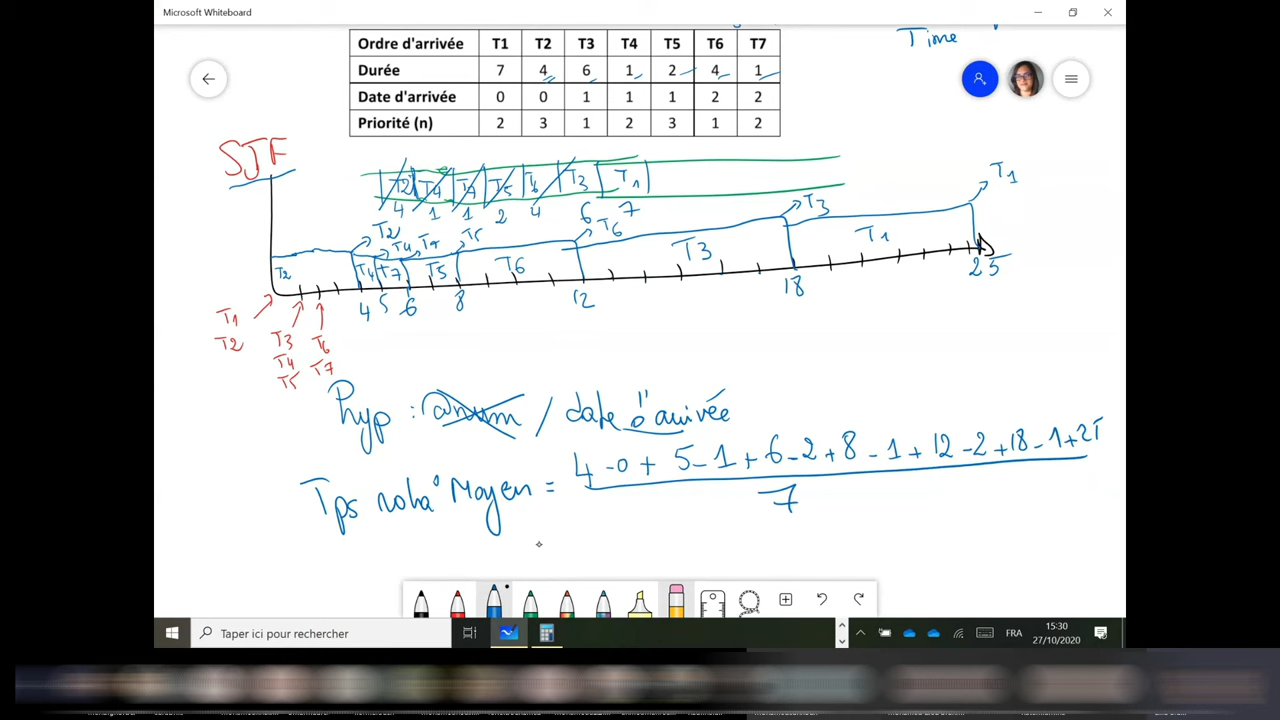 Microsoft Whiteboard
Time
Ordre d'arrivée T1 T2 T3 T4 T5 T6 T7
Durée 7 4 6 1 2 4 1
Date d'arrivée 0 0 1 1 1 2 2
Priorité (n) 2 3 1 2 3 1 2
SJF
T2 T4 T7 T5 T6 T3 T1
4 1 1 2 4 6 7
T2 T4 T7 T5 T6 T3 T1
T2 T4 T7 T5 T6 T3 T1
4 5 6 8 12 18 25
T1 T3 T6
T2 T4 T7
T5
Hyp : / date d'arrivée
Tps rota° Moyen = 4-0+5-1+6-2+8-1+12-2+18-1+25
7
Taper ici pour rechercher
FRA
15:30
27/10/2020